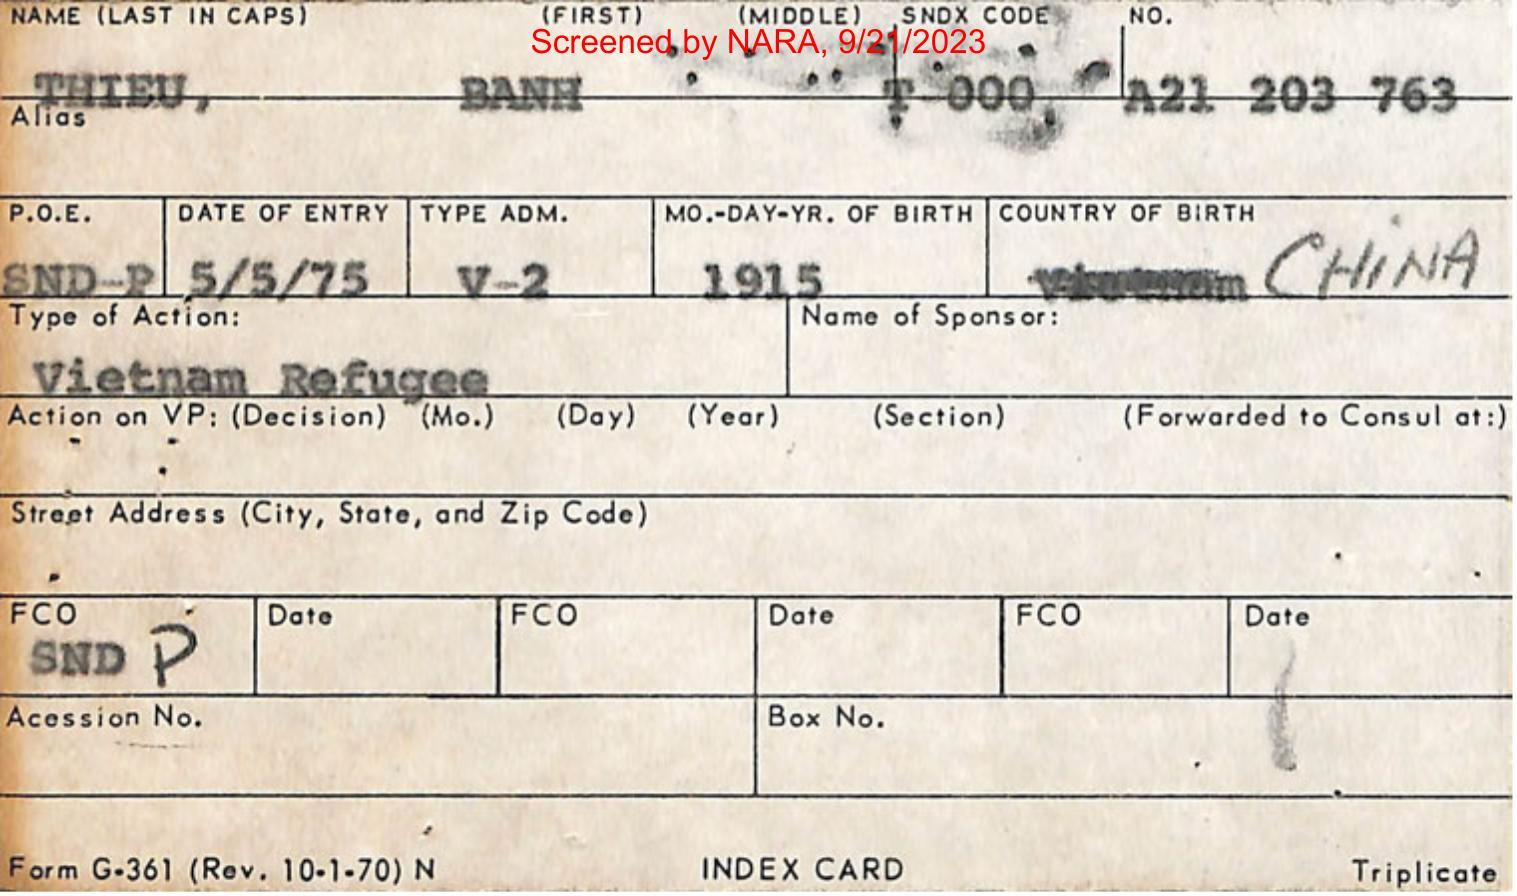 NAME (LAST IN CAPS) (FIRST) (MIDDLE) SNDX CODE NO.
Screened by NARA, 9/21/2023
THIEU, BANH T 000 A21 203 763
Alias
P.O.E. DATE OF ENTRY TYPE ADM. MO.-DAY-YR. OF BIRTH COUNTRY OF BIRTH
SND-P 5/5/75 V-2 1915 Vietnam CHINA
Type of Action: Name of Sponsor:
Vietnam Refugee
Action on VP: (Decision) (Mo.) (Day) (Year) (Section) (Forwarded to Consul at:)
Street Address (City, State, and Zip Code)
FCO Date FCO Date FCO Date
SND P
Acession No. Box No.
Form G-361 (Rev. 10-1-70) N INDEX CARD Triplicate